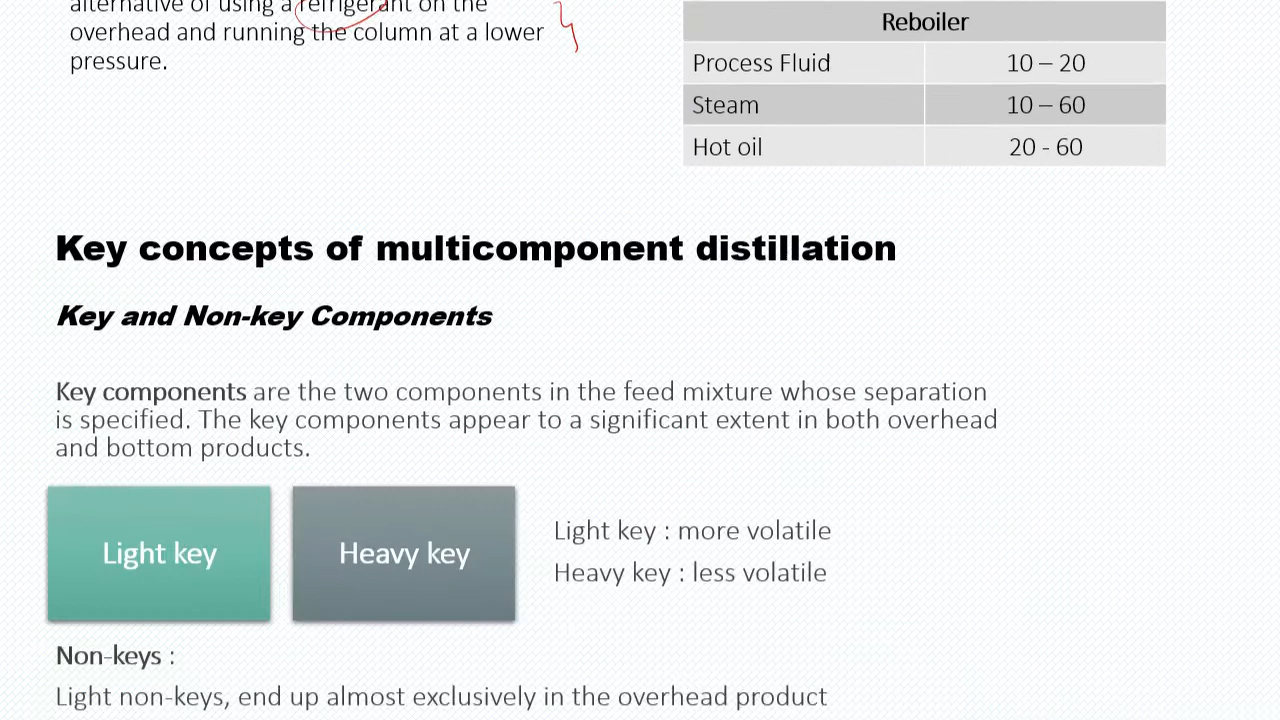 alternative of using a refrigerant on the
overhead and running the column at a lower
pressure.
Reboiler
Process Fluid 10 – 20
Steam 10 – 60
Hot oil 20 - 60
Key concepts of multicomponent distillation
Key and Non-key Components
Key components are the two components in the feed mixture whose separation
is specified. The key components appear to a significant extent in both overhead
and bottom products.
Light key
Heavy key
Light key : more volatile
Heavy key : less volatile
Non-keys :
Light non-keys, end up almost exclusively in the overhead product